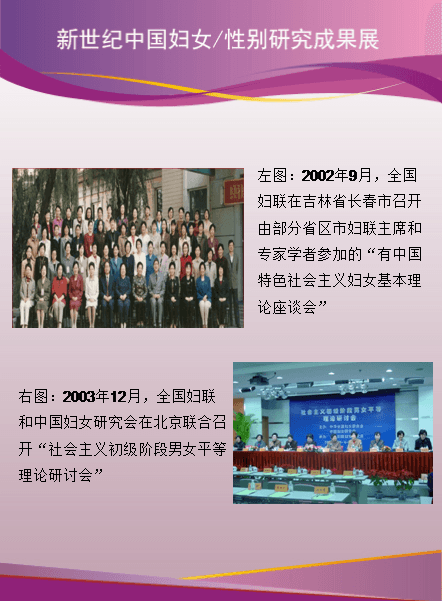 新世纪中国妇女/性别研究成果展
左图：2002年9月，全国
妇联在吉林省长春市召开
由部分省区市妇联主席和
专家学者参加的“有中国
特色社会主义妇女基本理
论座谈会”
右图：2003年12月，全国妇联
和中国妇女研究会在北京联合召
开“社会主义初级阶段男女平等
理论研讨会”
社会主义初级阶段男女平等
理论研讨会